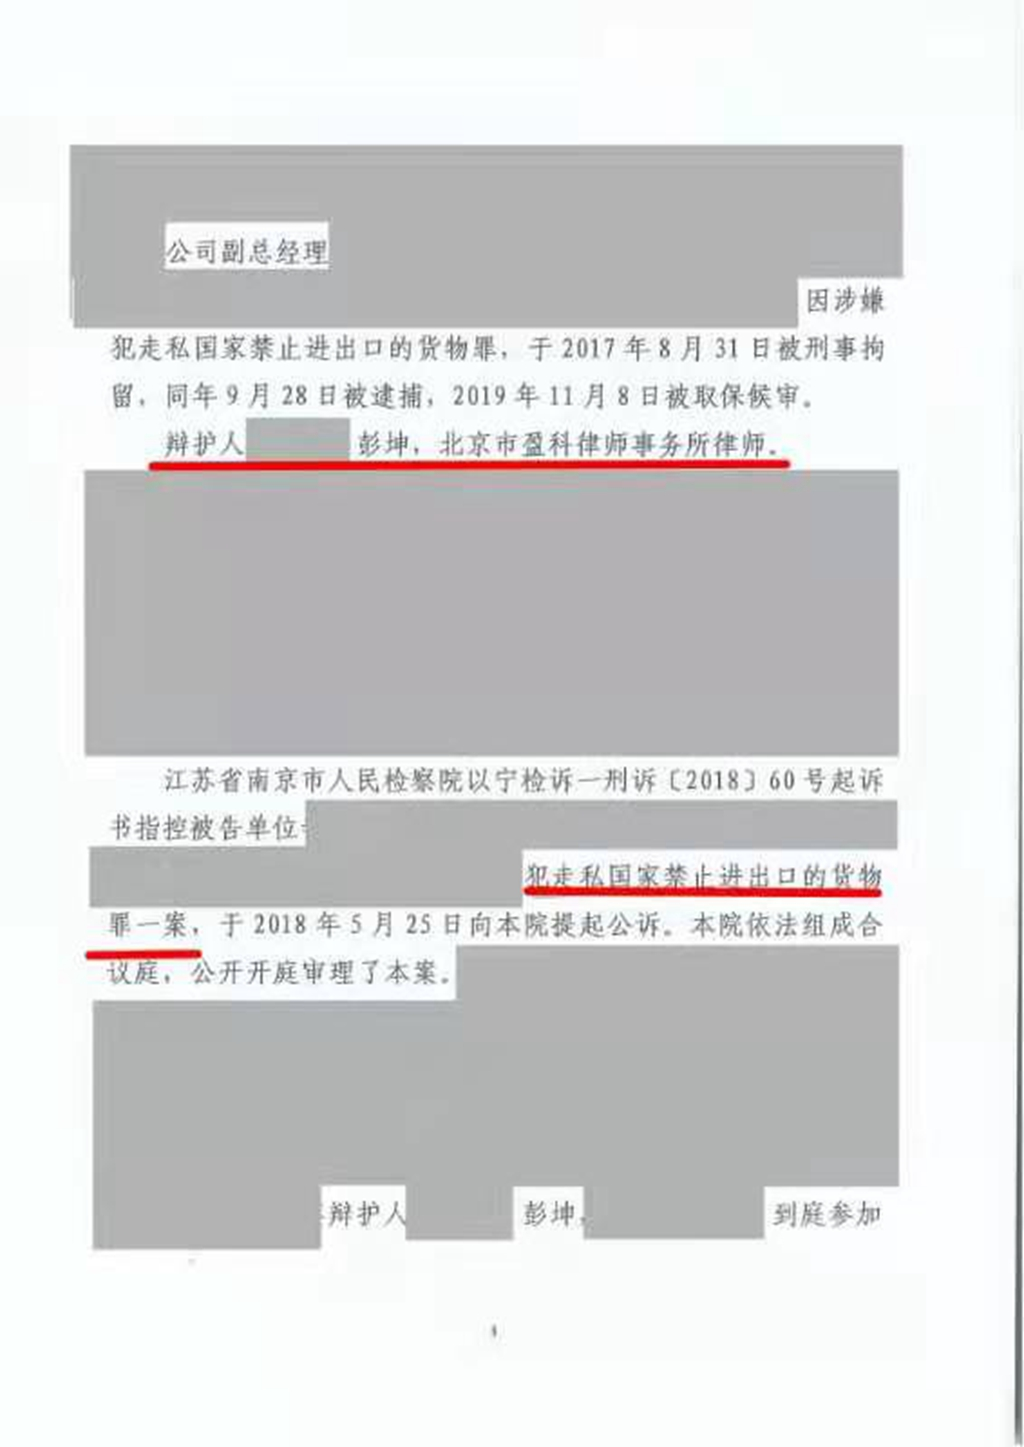 公司副总经理
因涉嫌
犯走私国家禁止进出口的货物罪，于2017年8月31日被刑事拘
留，同年9月28日被逮捕，2019年11月8日被取保候审。
辩护人 彭坤，北京市盈科律师事务所律师。
江苏省南京市人民检察院以宁检诉一刑诉〔2018〕60号起诉
书指控被告单位
犯走私国家禁止进出口的货物
罪一案，于2018年5月25日向本院提起公诉。本院依法组成合
议庭，公开开庭审理了本案。
辩护人 彭坤， 到庭参加